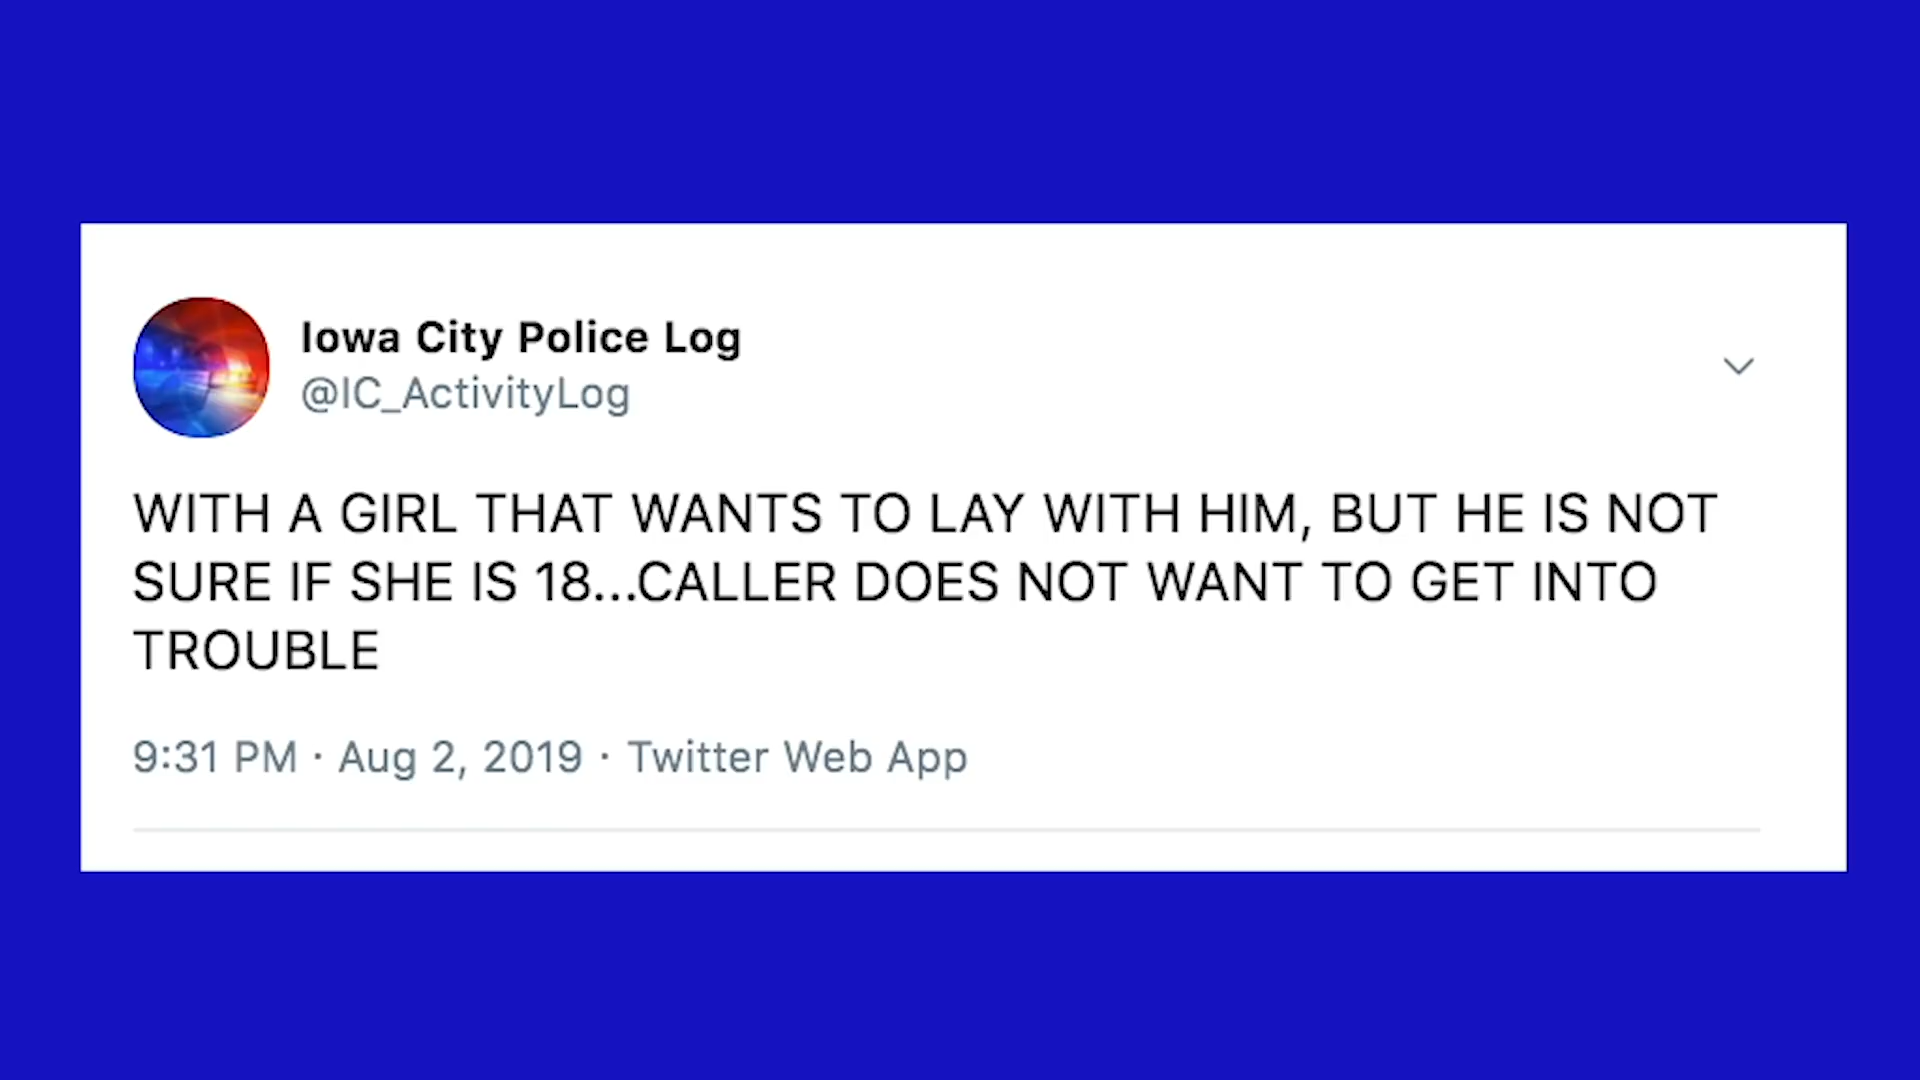 Iowa City Police Log
@IC_ActivityLog
WITH A GIRL THAT WANTS TO LAY WITH HIM, BUT HE IS NOT
SURE IF SHE IS 18...CALLER DOES NOT WANT TO GET INTO
TROUBLE
9:31 PM · Aug 2, 2019 · Twitter Web App